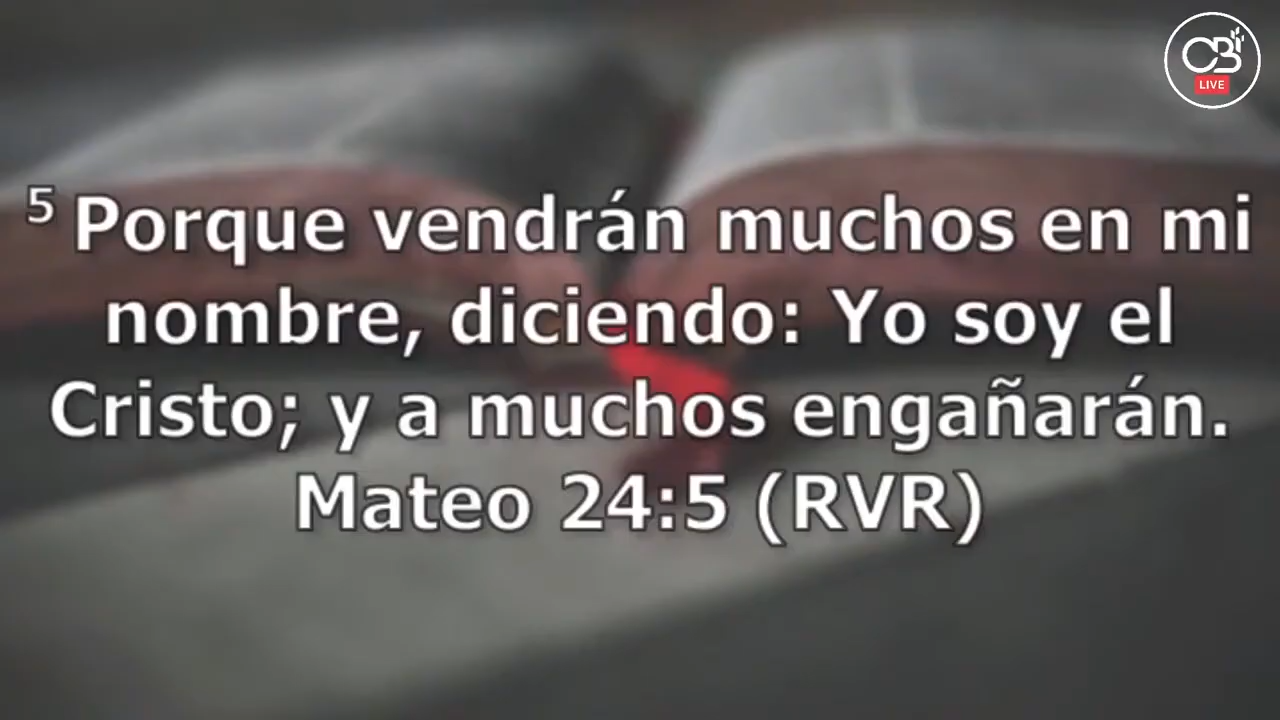 CB
LIVE
5 Porque vendrán muchos en mi
nombre, diciendo: Yo soy el
Cristo; y a muchos engañarán.
Mateo 24:5 (RVR)